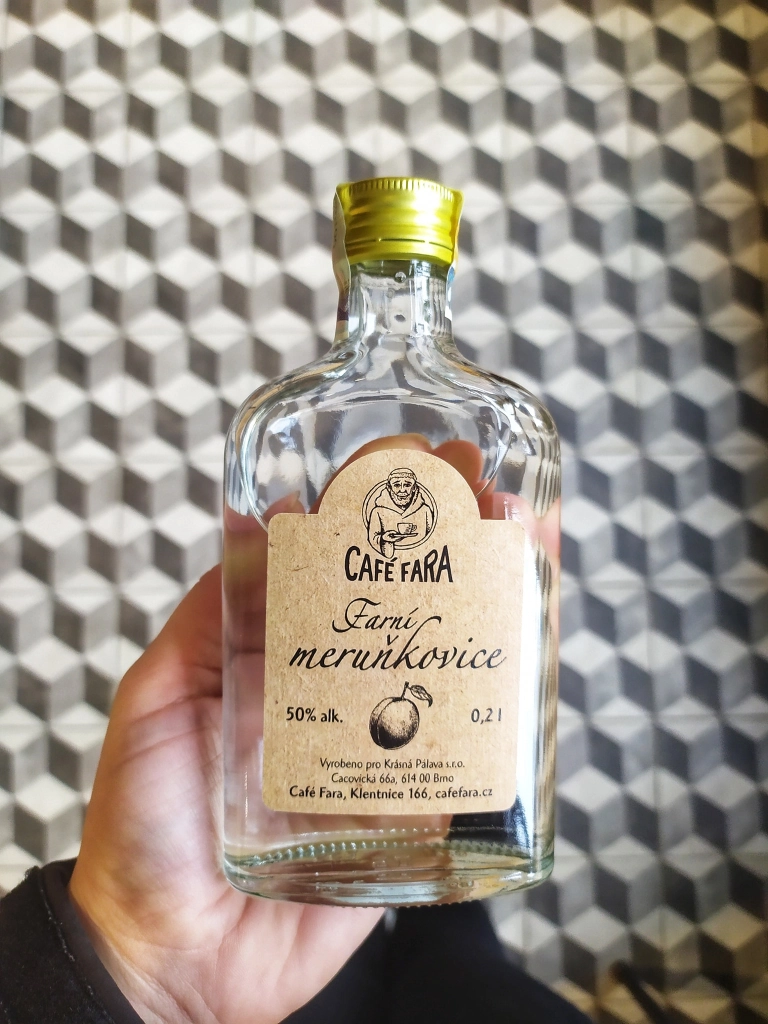 CAFÉ FARA
Farní
meruňkovice
50% alk. 0,2 l
Vyrobeno pro Krásná Pálava s.r.o.
Cacovická 66a, 614 00 Brno
Café Fara, Klentnice 166, cafefara.cz